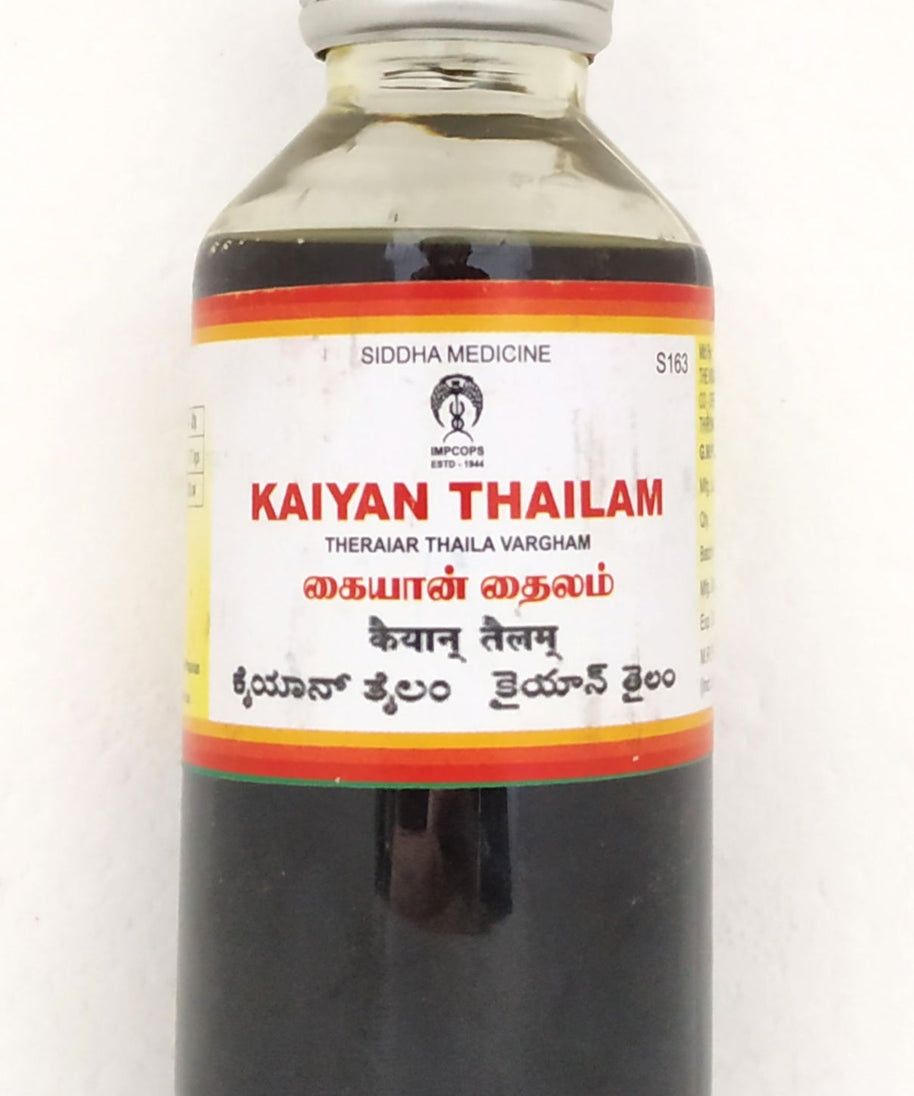 SIDDHA MEDICINE
S163
IMPCOPS
ESTD - 1944
KAIYAN THAILAM
THERAIAR THAILA VARGHAM
கையான் தைலம்
कैयान् तैलम्
ಕೈಯಾನ್ ತೈಲಂ కైయాన్ తైలం